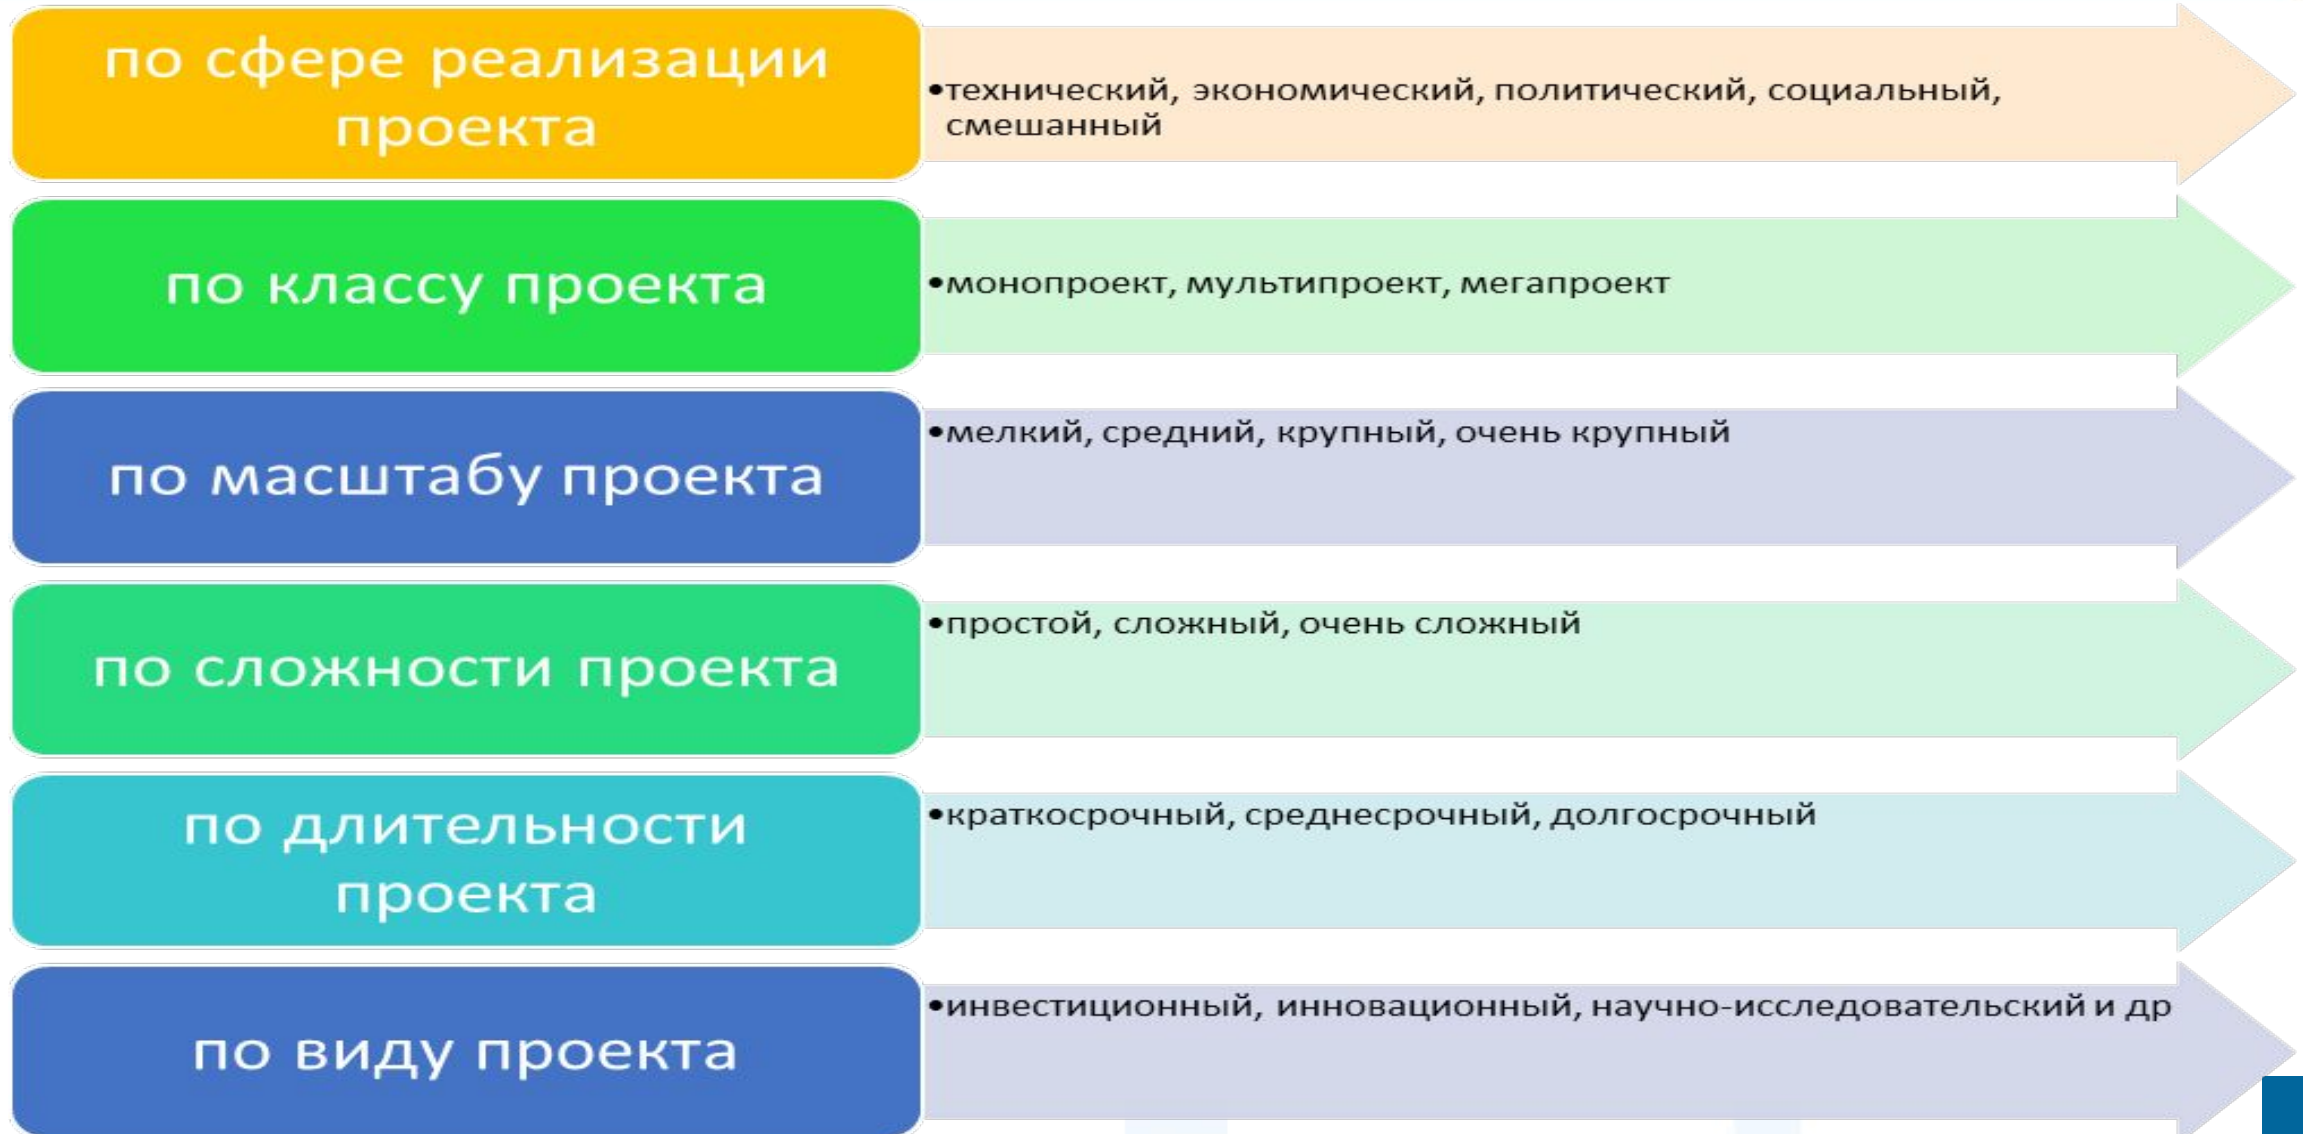 по сфере реализации
проекта
•технический, экономический, политический, социальный,
смешанный
по классу проекта
•монопроект, мультипроект, мегапроект
по масштабу проекта
•мелкий, средний, крупный, очень крупный
по сложности проекта
•простой, сложный, очень сложный
по длительности
проекта
•краткосрочный, среднесрочный, долгосрочный
по виду проекта
•инвестиционный, инновационный, научно-исследовательский и др